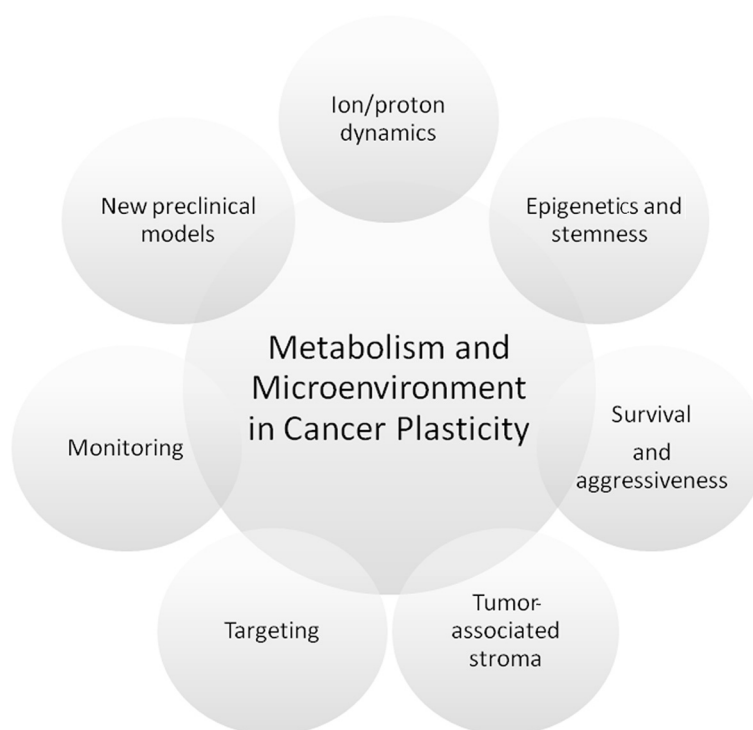 Ion/proton
dynamics
New preclinical
models
Epigenetics and
stemness
Metabolism and
Microenvironment
in Cancer Plasticity
Monitoring
Survival
and
aggressiveness
Targeting
Tumor-
associated
stroma